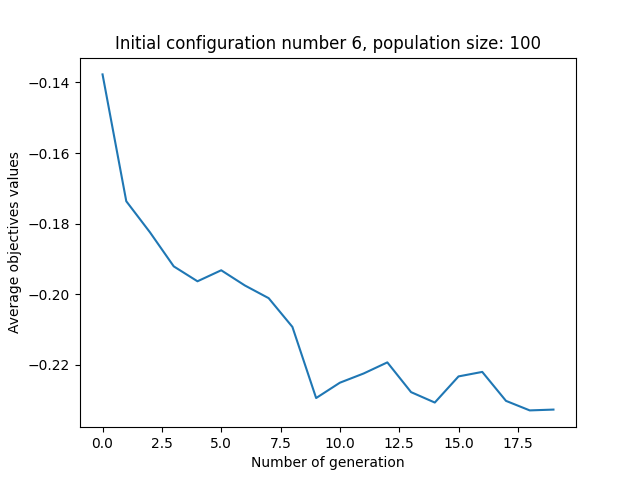 Initial configuration number 6, population size: 100
−0.14
−0.16
−0.18
−0.20
−0.22
Average objectives values
0.0 2.5 5.0 7.5 10.0 12.5 15.0 17.5
Number of generation